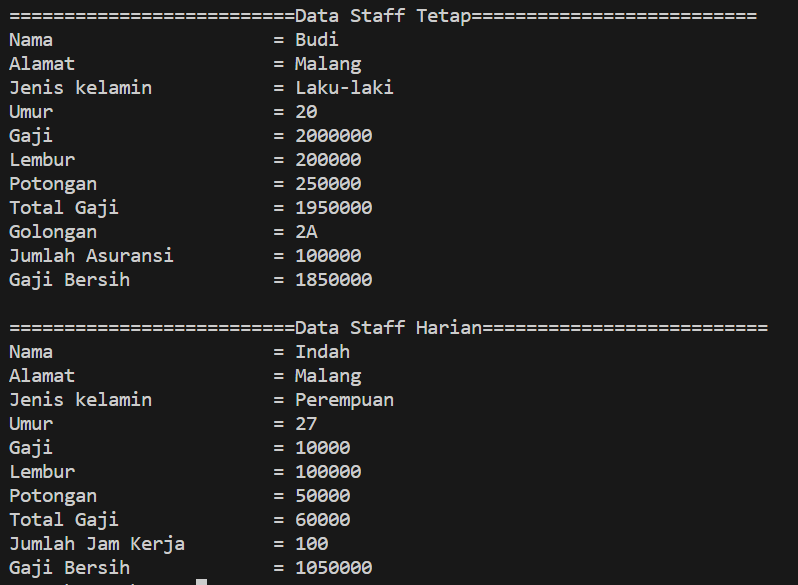 ==========================Data Staff Tetap==========================
Nama                    = Budi
Alamat                  = Malang
Jenis kelamin           = Laku-laki
Umur                    = 20
Gaji                    = 2000000
Lembur                  = 200000
Potongan                = 250000
Total Gaji              = 1950000
Golongan                = 2A
Jumlah Asuransi         = 100000
Gaji Bersih             = 1850000

==========================Data Staff Harian==========================
Nama                    = Indah
Alamat                  = Malang
Jenis kelamin           = Perempuan
Umur                    = 27
Gaji                    = 10000
Lembur                  = 100000
Potongan                = 50000
Total Gaji              = 60000
Jumlah Jam Kerja        = 100
Gaji Bersih             = 1050000